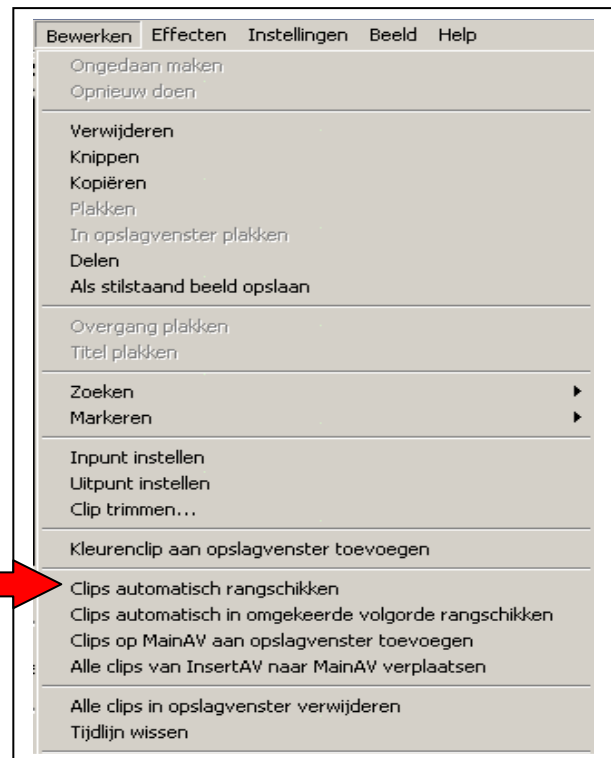 Bewerken Effecten Instellingen Beeld Help
Ongedaan maken
Opnieuw doen
Verwijderen
Knippen
Kopiëren
Plakken
In opslagvenster plakken
Delen
Als stilstaand beeld opslaan
Overgang plakken
Titel plakken
Zoeken
Markeren
Inpunt instellen
Uitpunt instellen
Clip trimmen...
Kleurenclip aan opslagvenster toevoegen
Clips automatisch rangschikken
Clips automatisch in omgekeerde volgorde rangschikken
Clips op MainAV aan opslagvenster toevoegen
Alle clips van InsertAV naar MainAV verplaatsen
Alle clips in opslagvenster verwijderen
Tijdlijn wissen